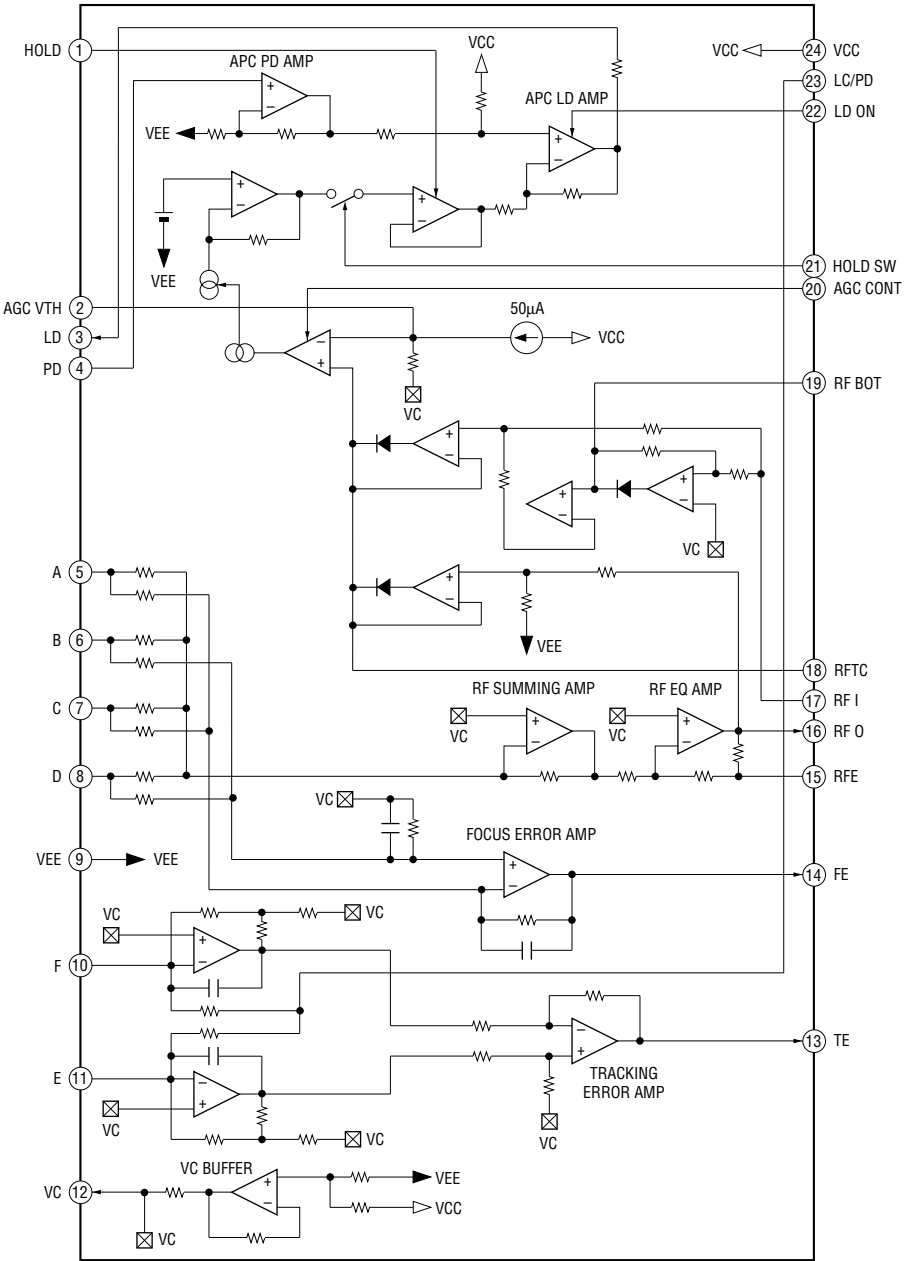 HOLD 1
VCC
VCC 24 VCC
APC PD AMP
23 LC/PD
APC LD AMP
22 LD ON
+
−
VEE
+
−
+
−
+
−
VEE
21 HOLD SW
20 AGC CONT
AGC VTH 2
50μA
LD 3
−
VCC
+
PD 4
VC
19 RF BOT
+
−
+
−
+
−
VC
A 5
+
−
B 6
VEE
18 RFTC
RF SUMMING AMP
RF EQ AMP
17 RF I
C 7
+
−
+
−
VC
VC
16 RF O
D 8
15 RFE
VC
FOCUS ERROR AMP
VEE 9 VEE
+
−
14 FE
VC
VC
+
−
F 10
−
+
13 TE
E 11
−
+
TRACKING
ERROR AMP
VC
VC
VC
VC BUFFER
+
−
VEE
VC 12
VCC
VC